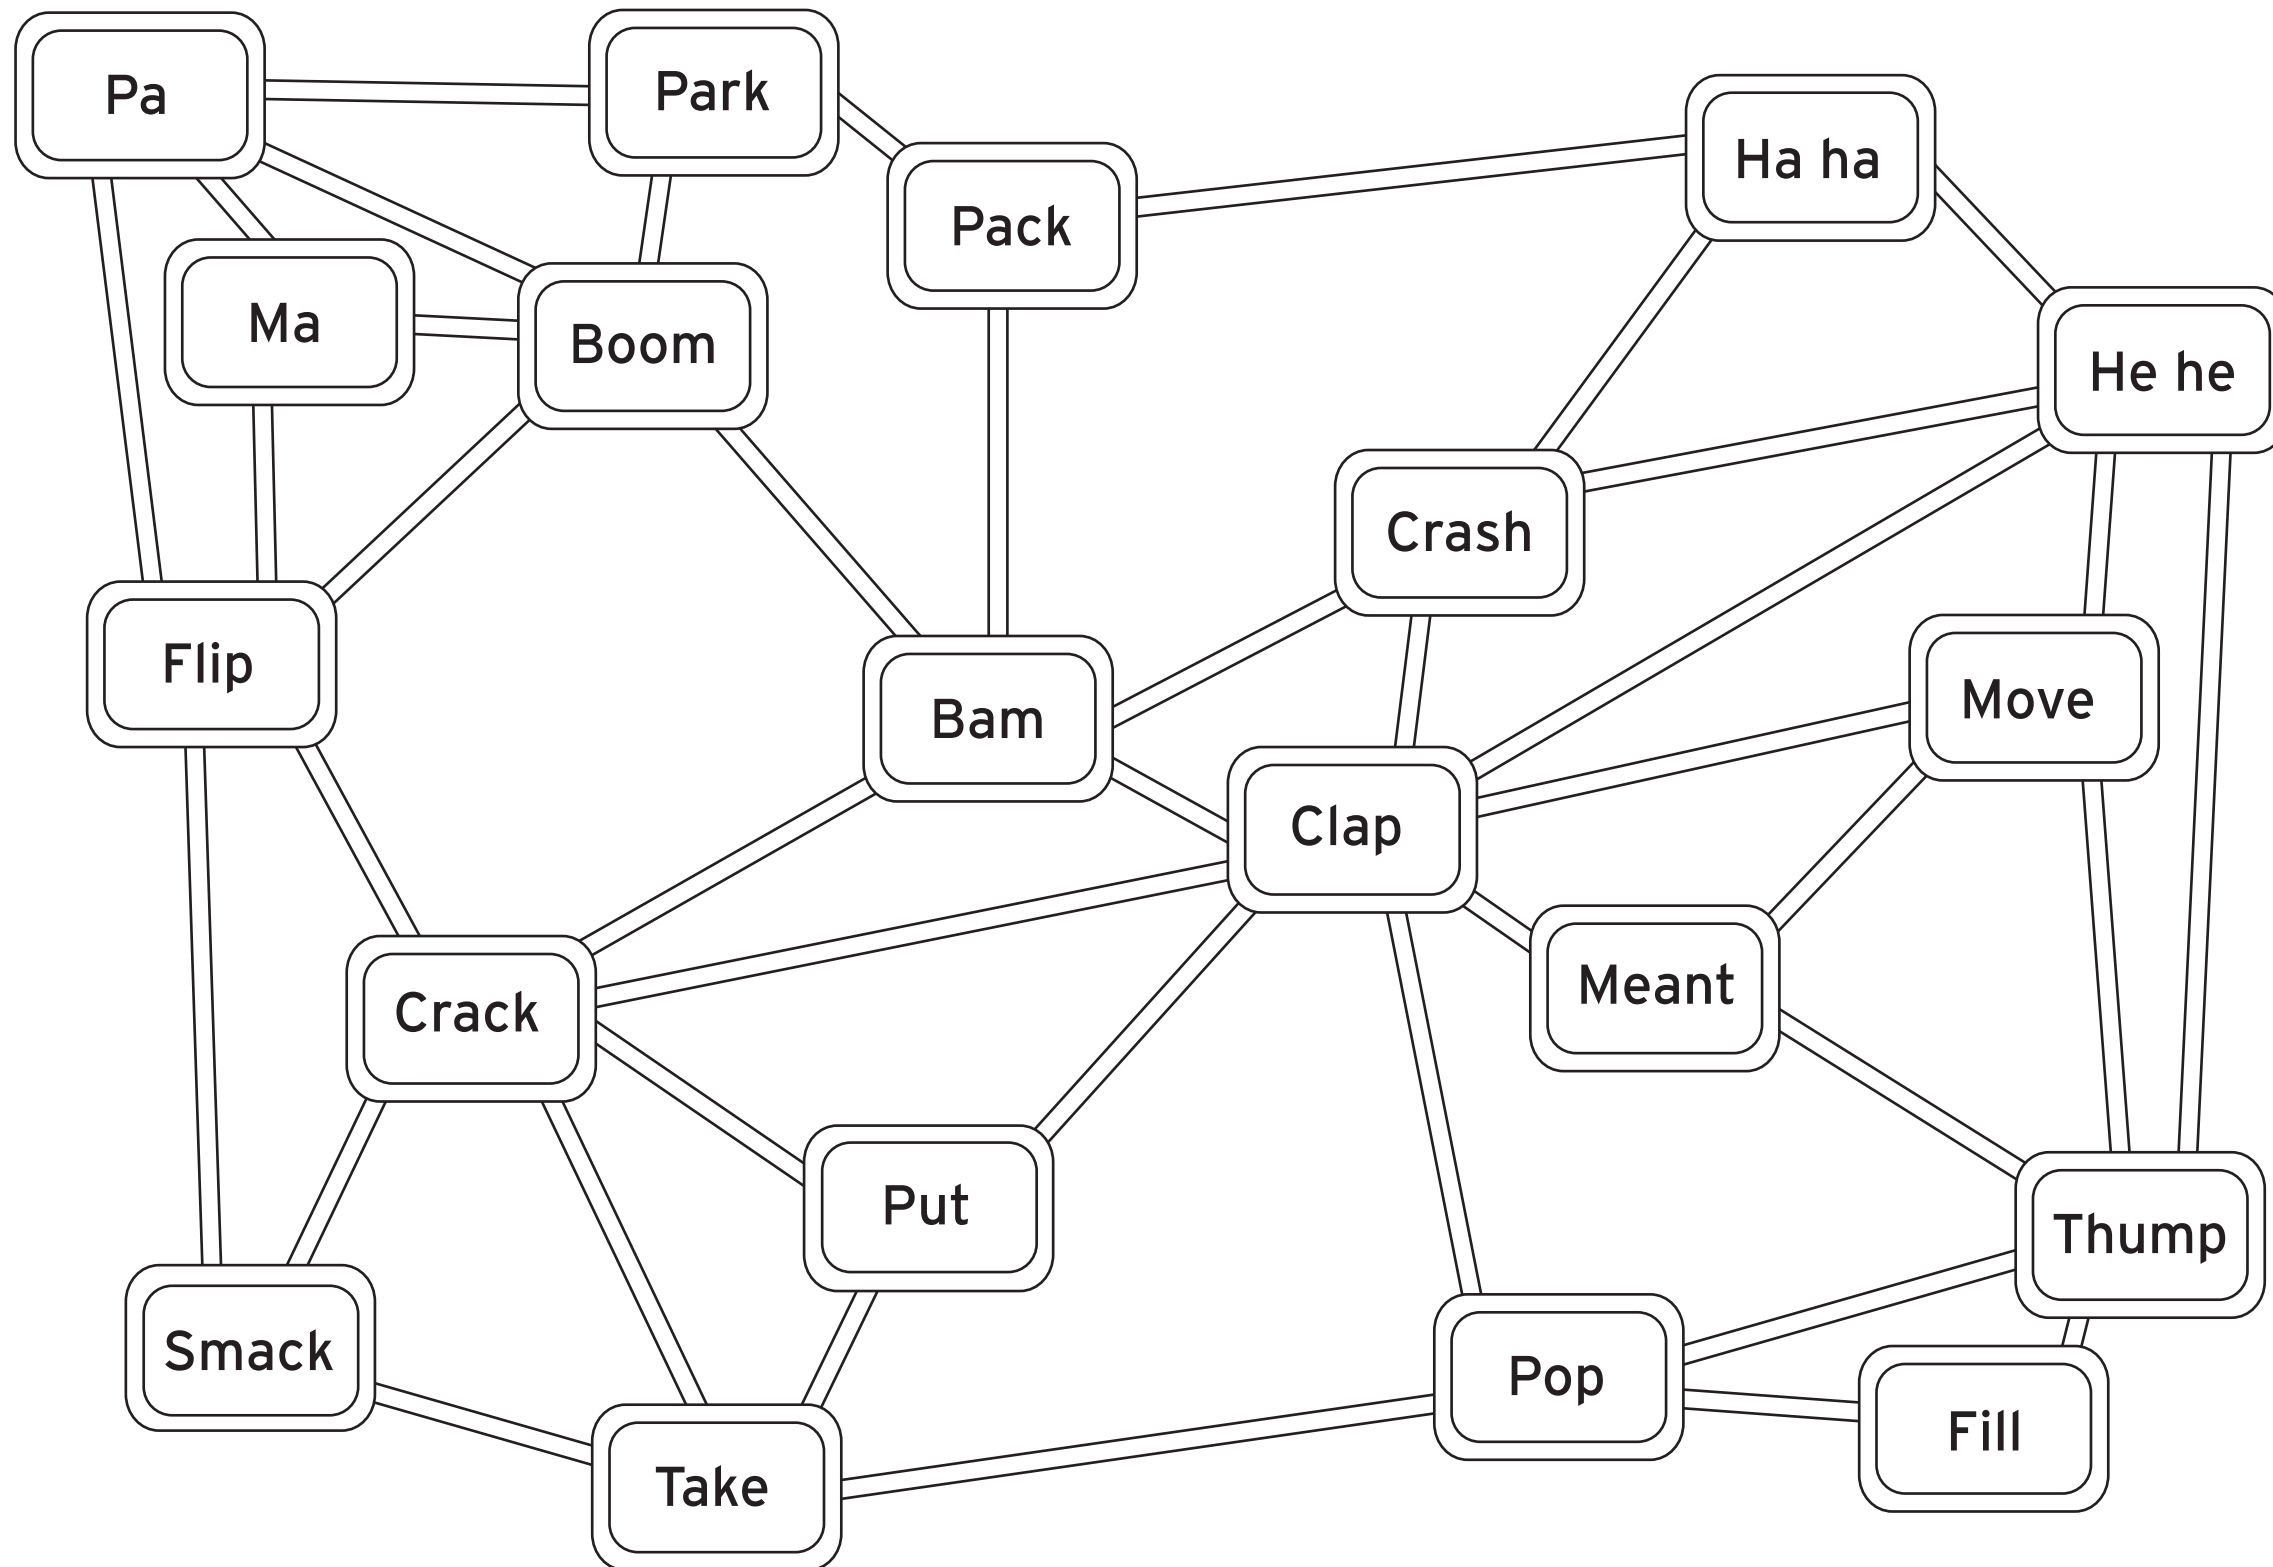 Pa
Park
Pack
Ha ha
Ma
Boom
He he
Crash
Flip
Bam
Move
Clap
Crack
Meant
Put
Thump
Smack
Pop
Fill
Take